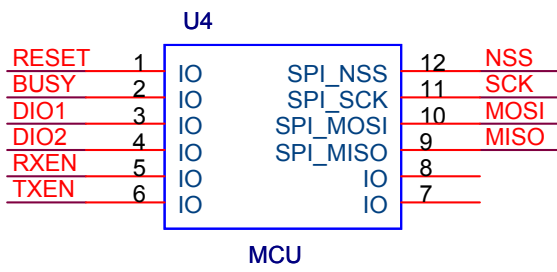 U4
RESET 1 IO SPI_NSS 12 NSS
BUSY 2 IO SPI_SCK 11 SCK
DIO1 3 IO SPI_MOSI 10 MOSI
DIO2 4 IO SPI_MISO 9 MISO
RXEN 5 IO IO 8
TXEN 6 IO IO 7
MCU